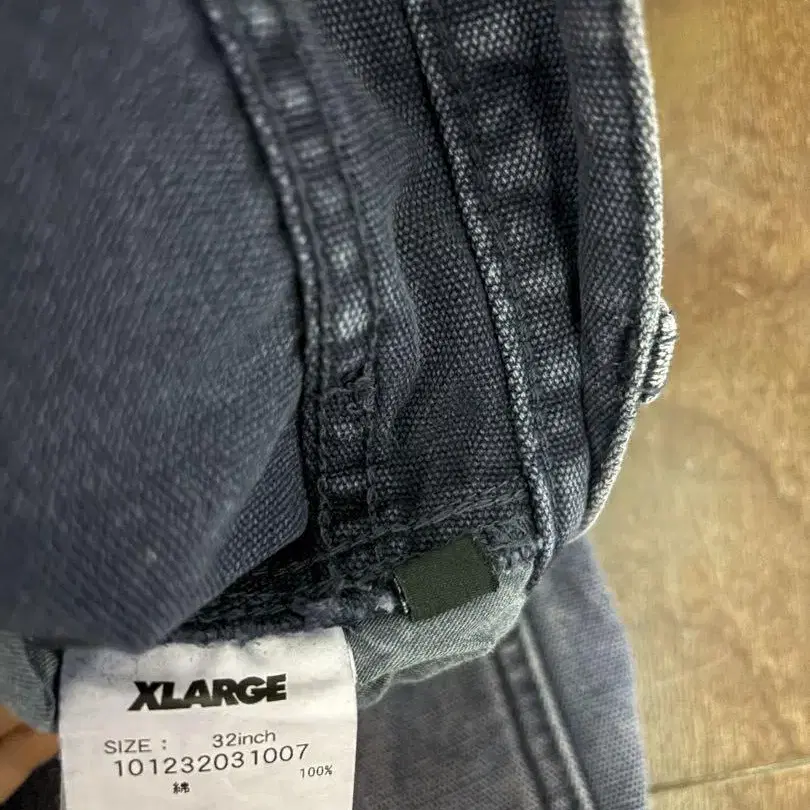 XLARGE
SIZE : 32inch
101232031007
綿 100%